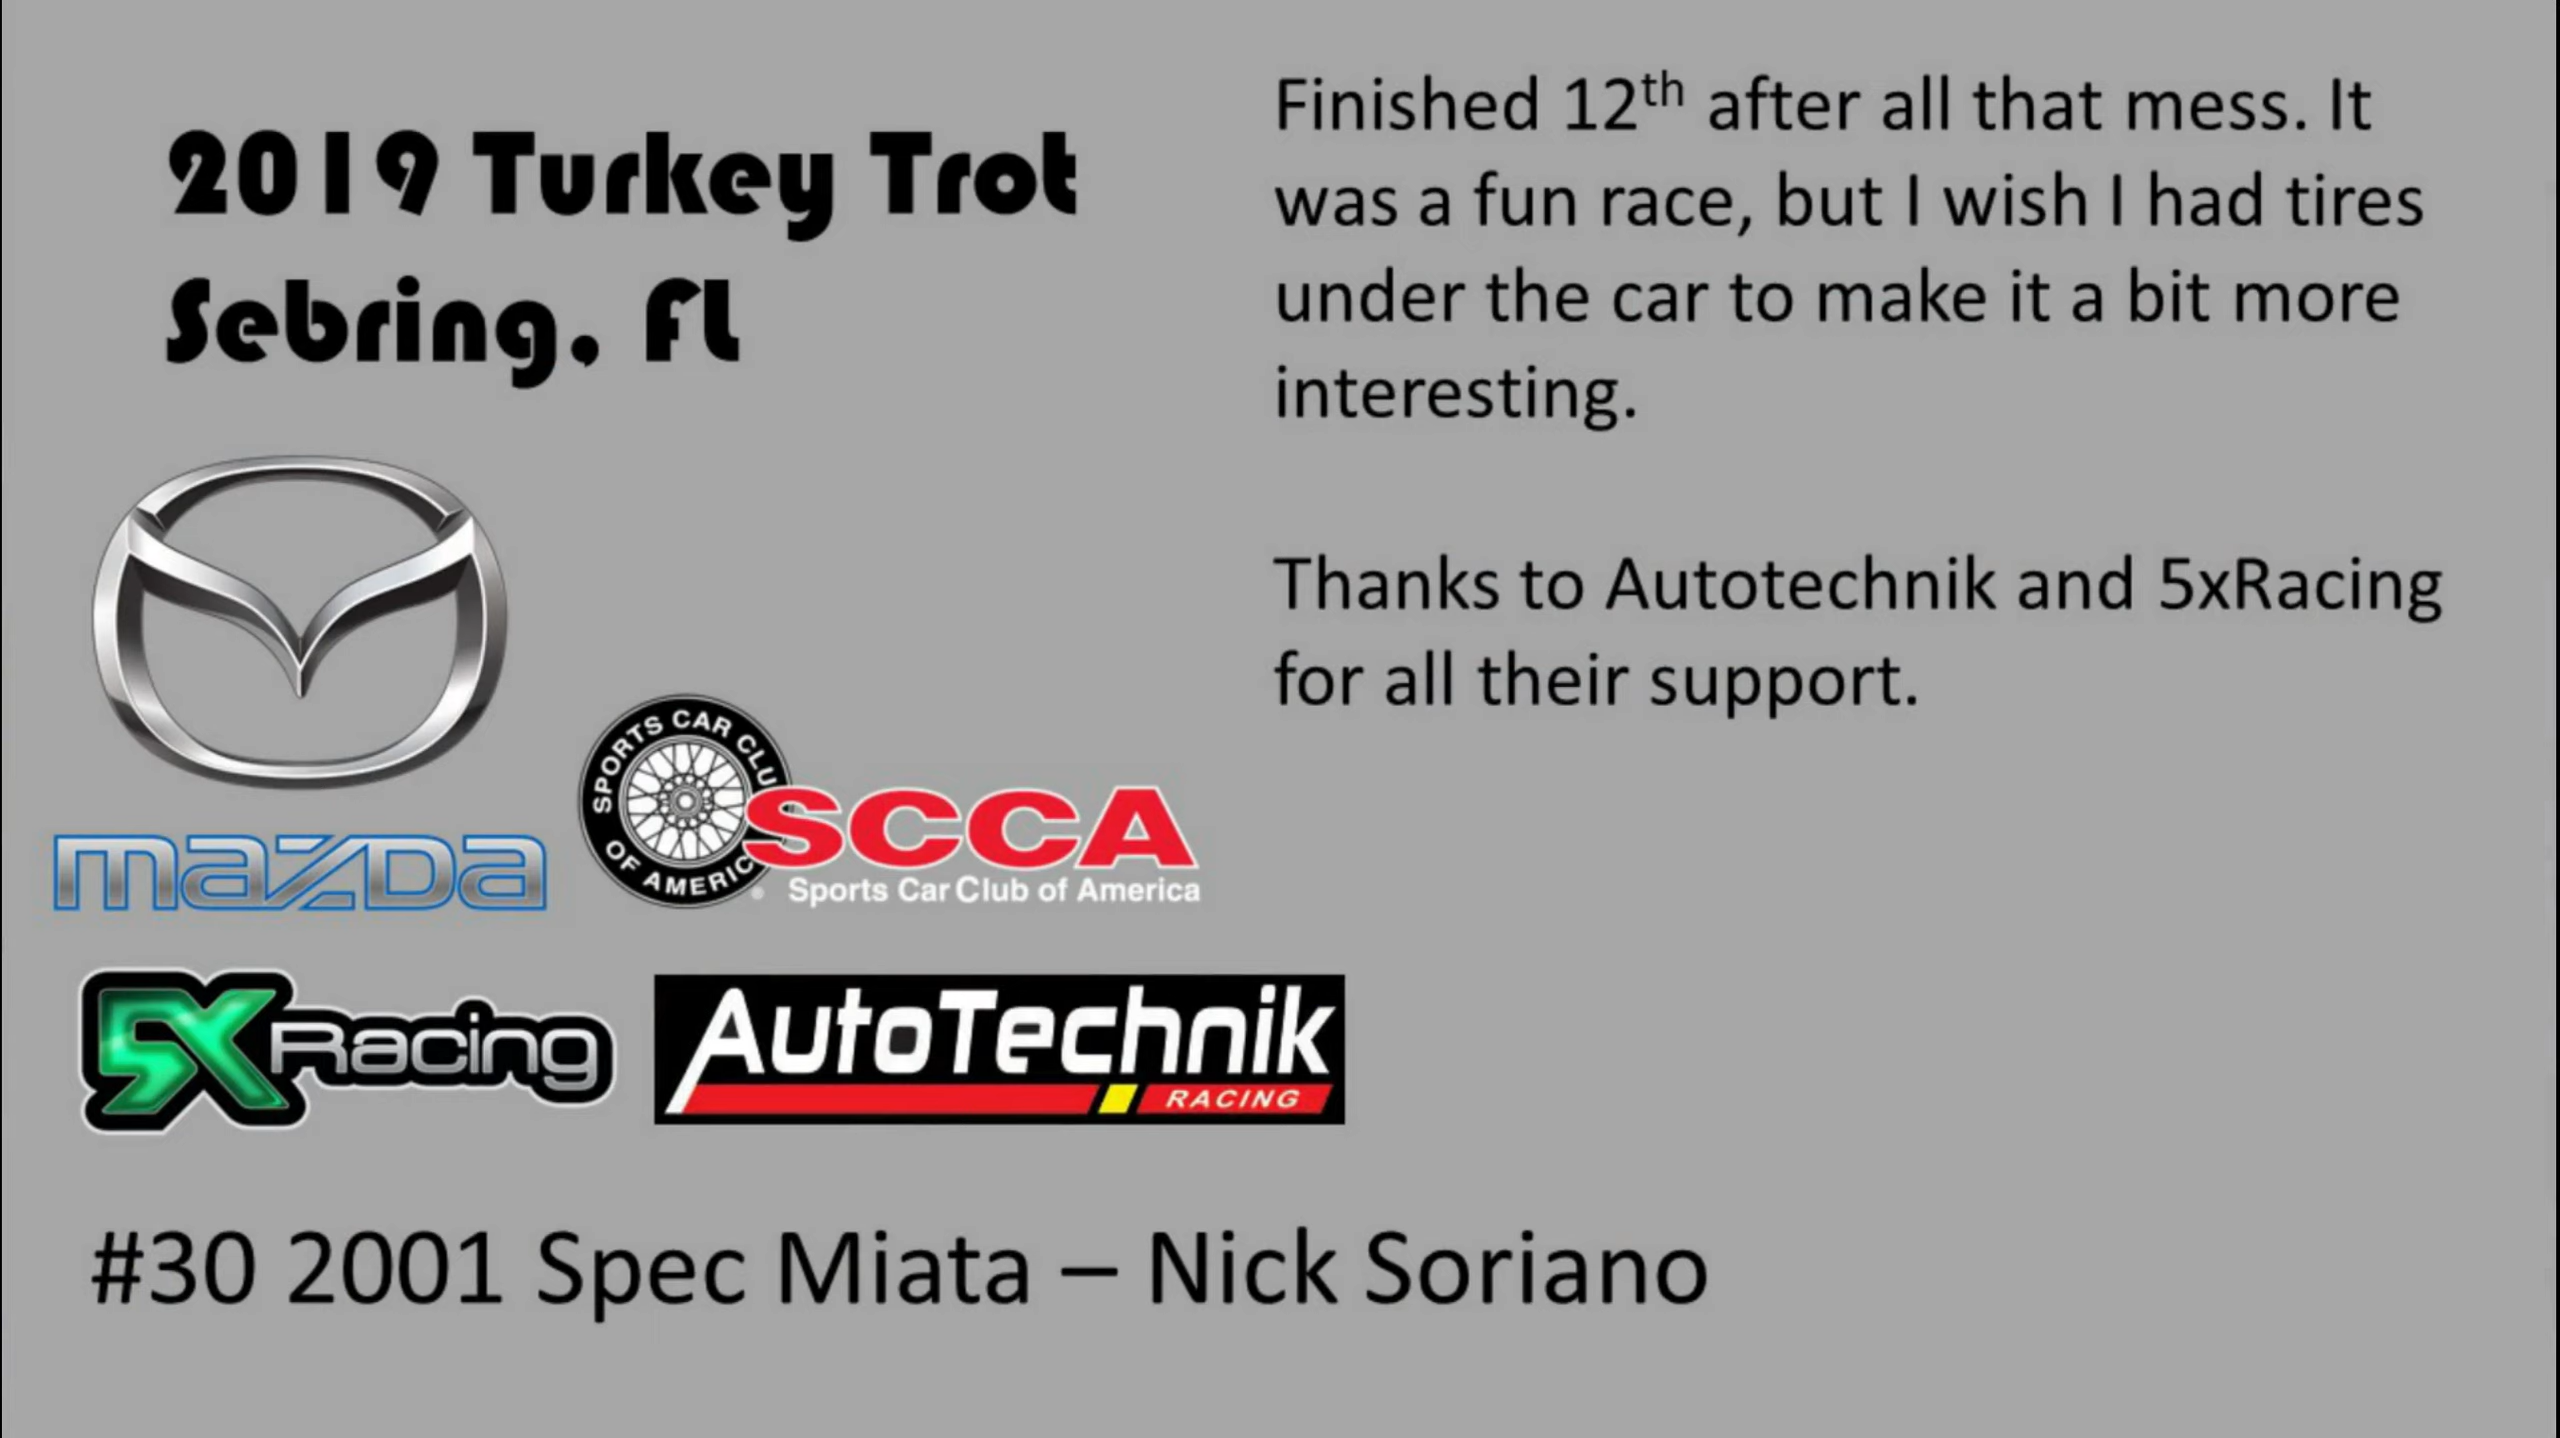 2019 Turkey Trot
Sebring, FL
Finished 12th after all that mess. It
was a fun race, but I wish I had tires
under the car to make it a bit more
interesting.
Thanks to Autotechnik and 5xRacing
for all their support.
mazda
SPORTS CAR CLU
OF AMERIC
SCCA
Sports Car Club of America
5X Racing
AutoTechnik
RACING
#30 2001 Spec Miata – Nick Soriano